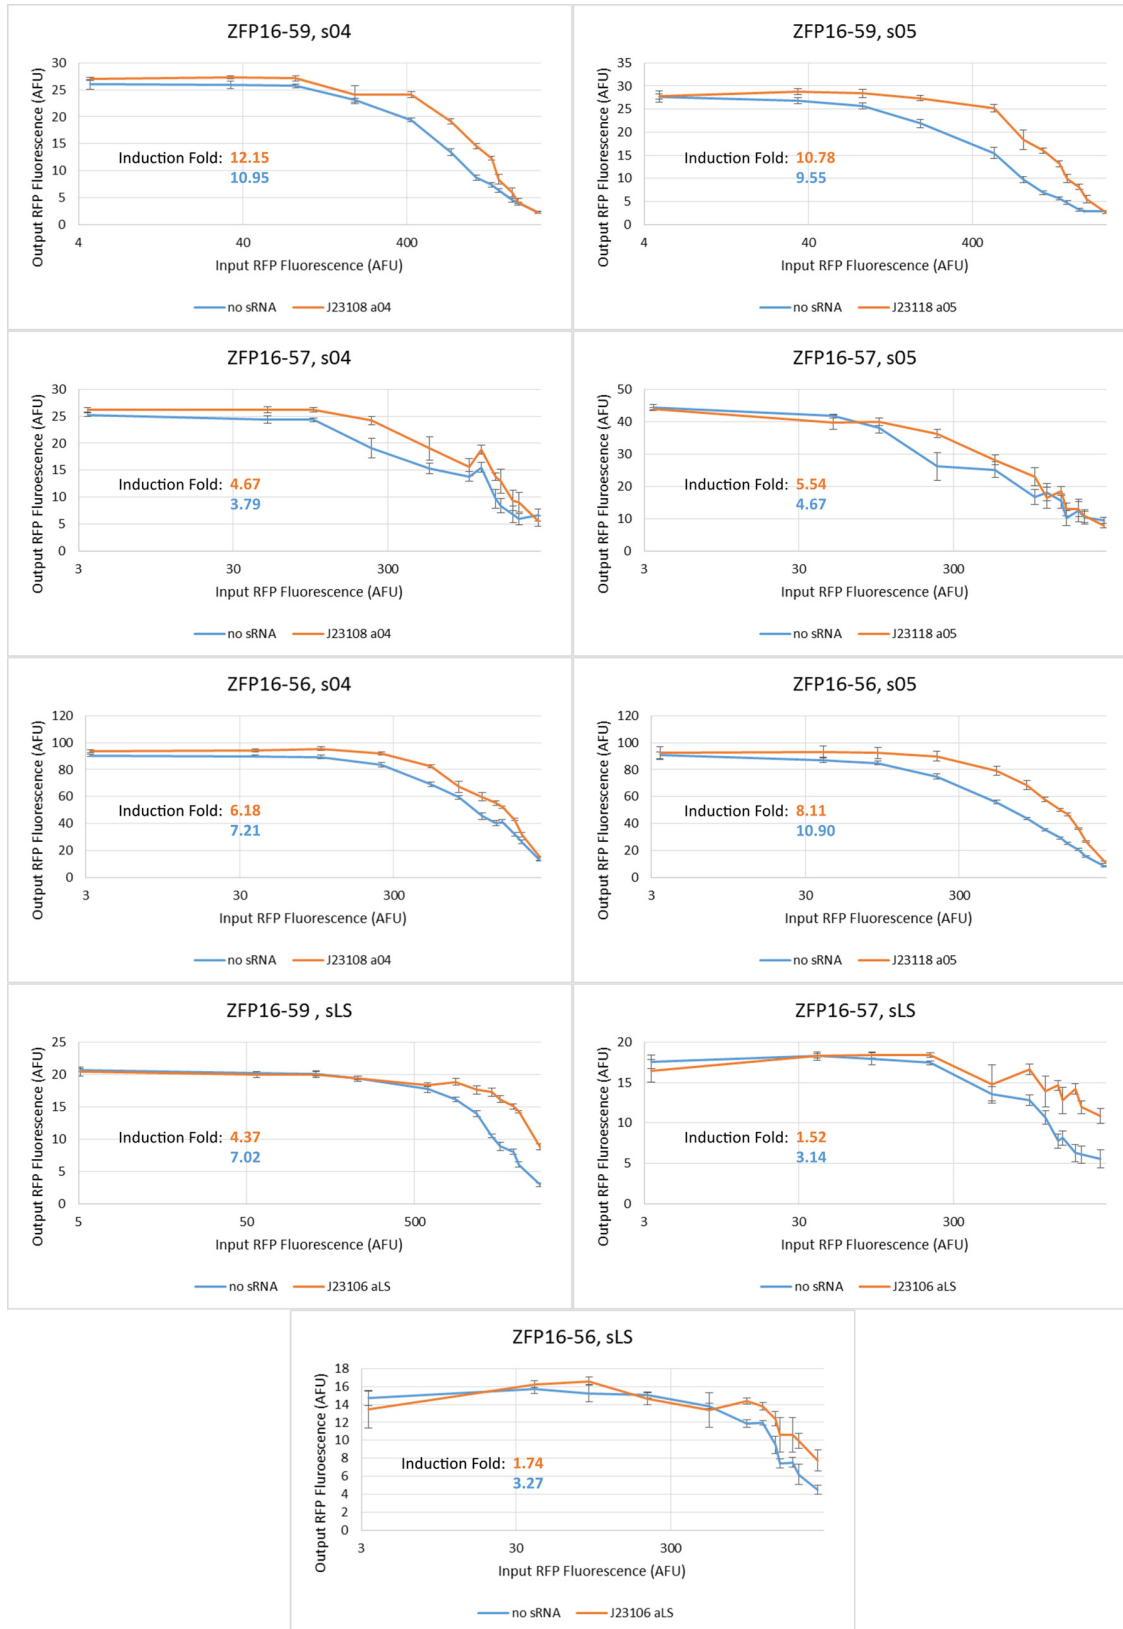 ZFP16-59, s04
Output RFP Fluorescence (AFU)
30
25
20
15
10
5
0
Induction Fold: 12.15
10.95
4 40 400
Input RFP Fluorescence (AFU)
no sRNA J23108 a04
ZFP16-59, s05
Output RFP Fluorescence (AFU)
35
30
25
20
15
10
5
0
Induction Fold: 10.78
9.55
4 40 400
Input RFP Fluorescence (AFU)
no sRNA J23118 a05
ZFP16-57, s04
Output RFP Fluroescence (AFU)
30
25
20
15
10
5
0
Induction Fold: 4.67
3.79
3 30 300
Input RFP Fluorescence (AFU)
no sRNA J23108 a04
ZFP16-57, s05
Output RFP Fluroescence (AFU)
50
40
30
20
10
0
Induction Fold: 5.54
4.67
3 30 300
Input RFP Fluorescence (AFU)
no sRNA J23118 a05
ZFP16-56, s04
Output RFP Fluorescence (AFU)
120
100
80
60
40
20
0
Induction Fold: 6.18
7.21
3 30 300
Input RFP Fluorescence (AFU)
no sRNA J23108 a04
ZFP16-56, s05
Output RFP Fluorescence (AFU)
120
100
80
60
40
20
0
Induction Fold: 8.11
10.90
3 30 300
Input RFP Fluorescence (AFU)
no sRNA J23118 a05
ZFP16-59 , sLS
Output RFP Fluorescence (AFU)
25
20
15
10
5
0
Induction Fold: 4.37
7.02
5 50 500
Input RFP Fluorescence (AFU)
no sRNA J23106 aLS
ZFP16-57, sLS
Output RFP Fluroescence (AFU)
20
15
10
5
0
Induction Fold: 1.52
3.14
3 30 300
Input RFP Fluorescence (AFU)
no sRNA J23106 aLS
ZFP16-56, sLS
Output RFP Fluroescence (AFU)
18
16
14
12
10
8
6
4
2
0
Induction Fold: 1.74
3.27
3 30 300
Input RFP Fluorescence (AFU)
no sRNA J23106 aLS